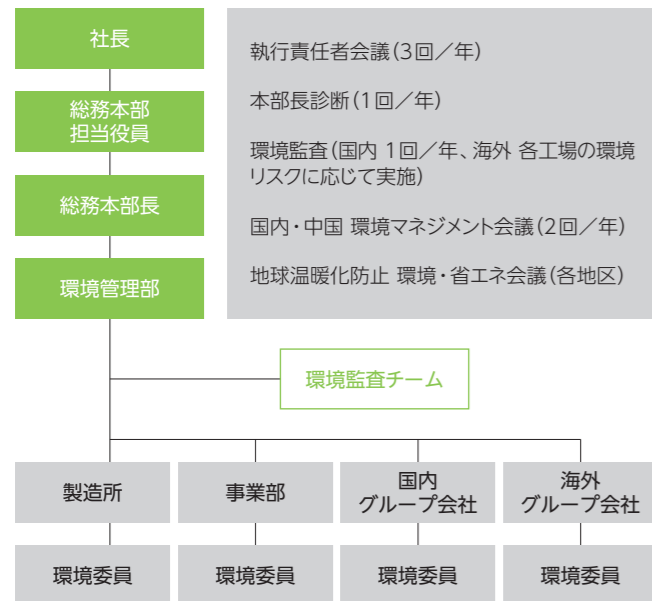 社長
総務本部
担当役員
総務本部長
環境管理部
執行責任者会議(3回／年)
本部長診断(1回／年)
環境監査(国内 1回／年、海外 各工場の環境
リスクに応じて実施)
国内・中国 環境マネジメント会議(2回／年)
地球温暖化防止 環境・省エネ会議(各地区)
環境監査チーム
製造所
事業部
国内
グループ会社
海外
グループ会社
環境委員
環境委員
環境委員
環境委員